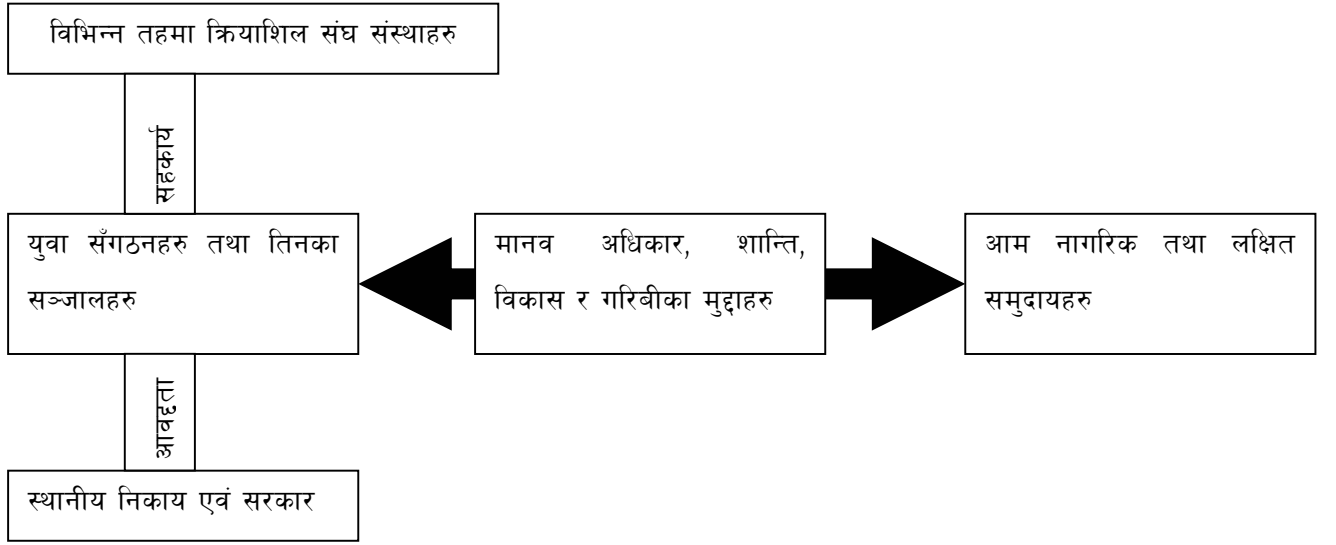 विभिन्न तहमा क्रियाशिल संघ संस्थाहरु
सहकार्य
युवा सँगठनहरु तथा तिनका
सञ्जालहरु
मानव अधिकार, शान्ति,
विकास र गरिबीका मुद्दाहरु
आम नागरिक तथा लक्षित
समुदायहरु
आवद्दता
स्थानीय निकाय एवं सरकार